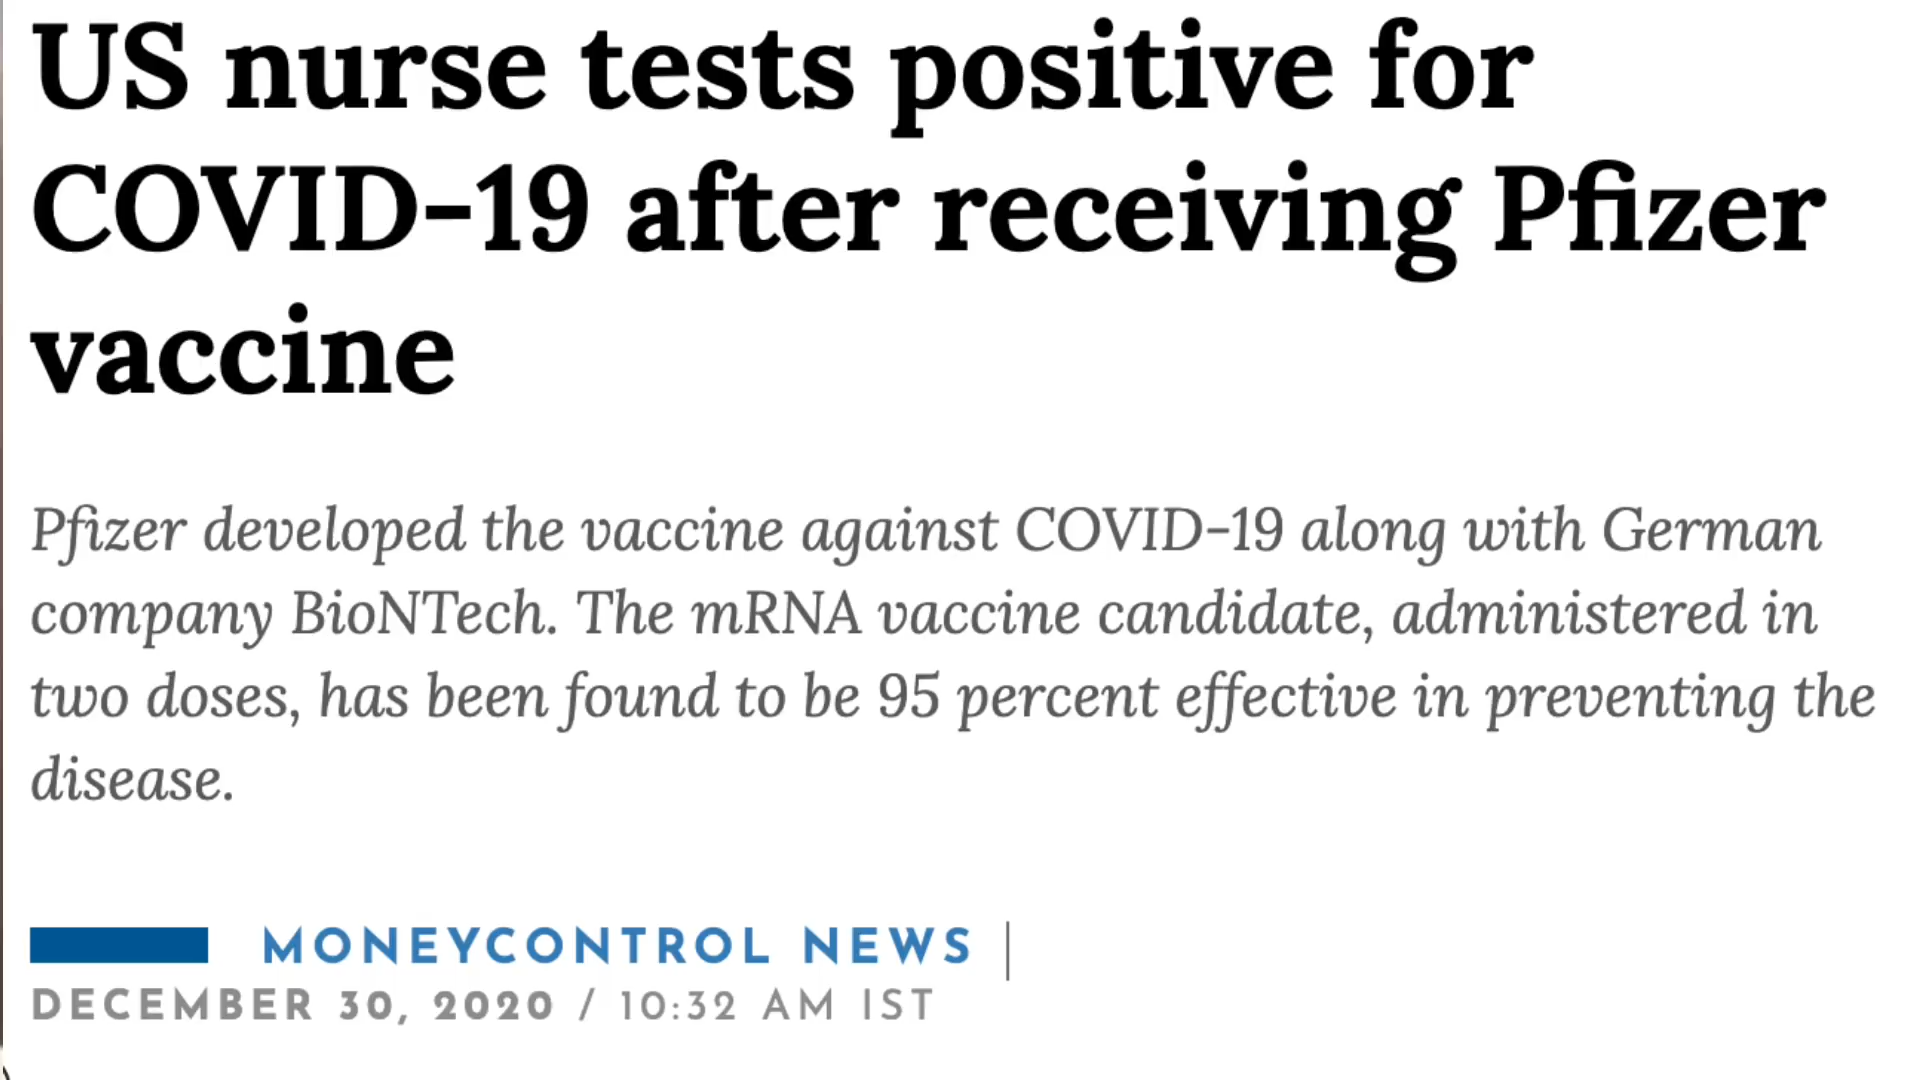 US nurse tests positive for
COVID-19 after receiving Pfizer
vaccine
Pfizer developed the vaccine against COVID-19 along with German
company BioNTech. The mRNA vaccine candidate, administered in
two doses, has been found to be 95 percent effective in preventing the
disease.
MONEYCONTROL NEWS |
DECEMBER 30, 2020 / 10:32 AM IST